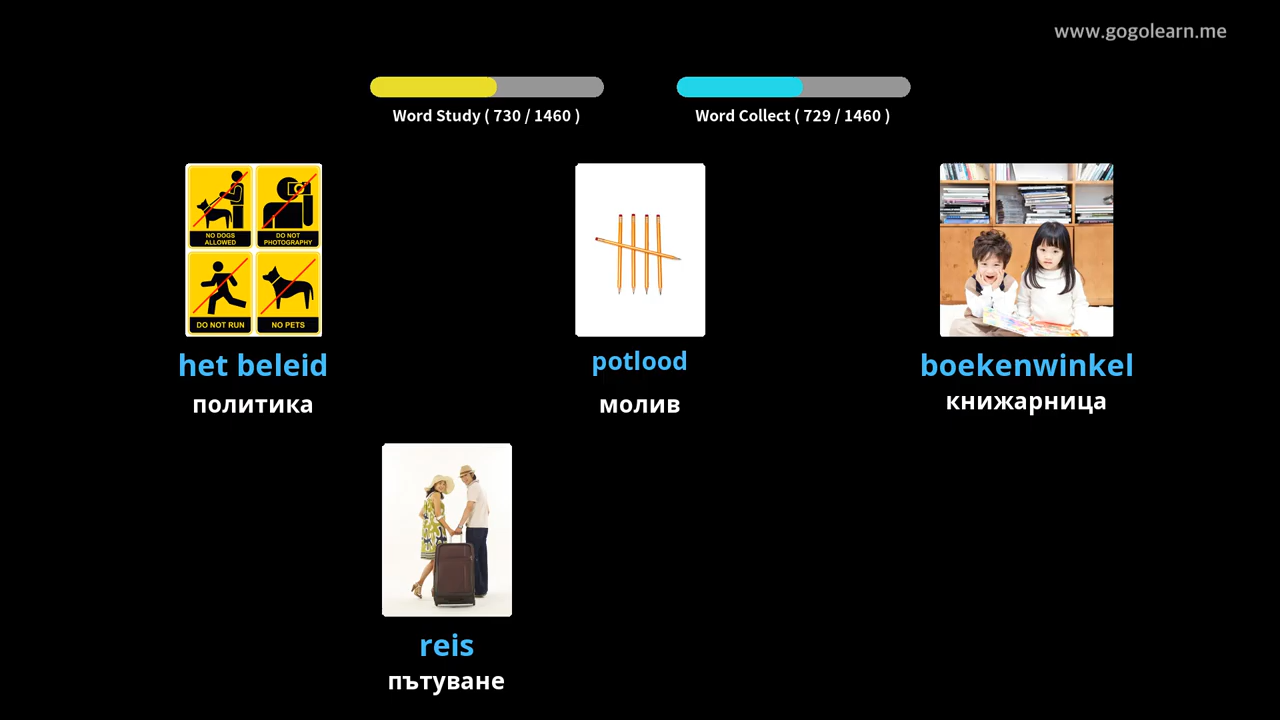 www.gogolearn.me
Word Study ( 730 / 1460 )
Word Collect ( 729 / 1460 )
NO DOGS
ALLOWED
DO NOT
PHOTOGRAPHY
DO NOT RUN
NO PETS
het beleid
политика
potlood
молив
boekenwinkel
книжарница
reis
пътуване